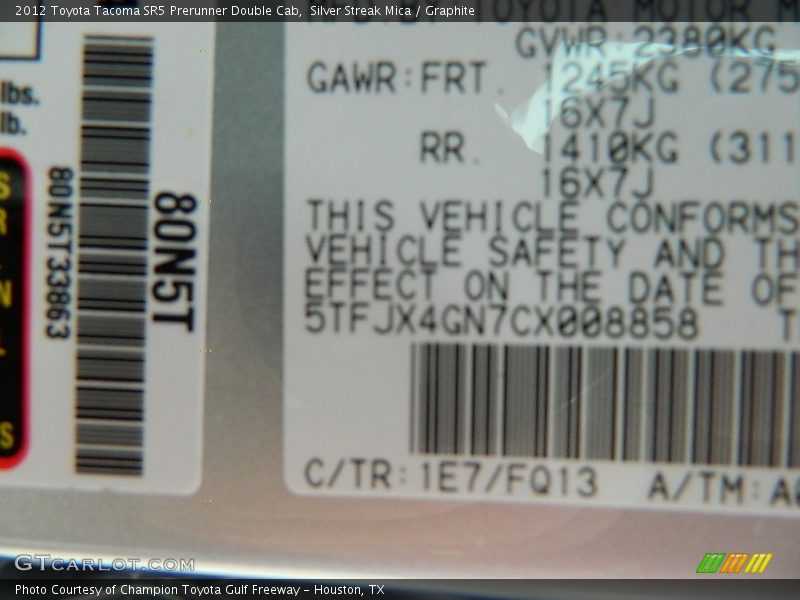 2012 Toyota Tacoma SR5 Prerunner Double Cab, Silver Streak Mica / Graphite
TOYOTA MOTOR
GVWR:2380KG
GAWR:FRT. 1245KG (275
16X7J
RR. 1410KG (311
16X7J
THIS VEHICLE CONFORMS
VEHICLE SAFETY AND TH
EFFECT ON THE DATE OF
5TFJX4GN7CX008858 T
C/TR:1E7/FQ13 A/TM:A
lbs.
lb.
80N5T33863
80N5T
S
R
N
S
GTCARLOT.COM
Photo Courtesy of Champion Toyota Gulf Freeway – Houston, TX